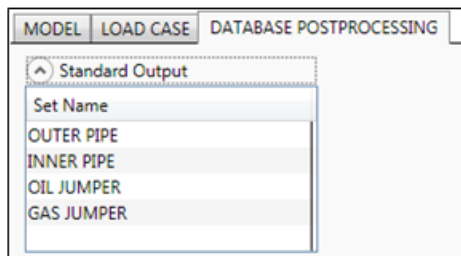 MODEL LOAD CASE DATABASE POSTPROCESSING
Standard Output
Set Name
OUTER PIPE
INNER PIPE
OIL JUMPER
GAS JUMPER